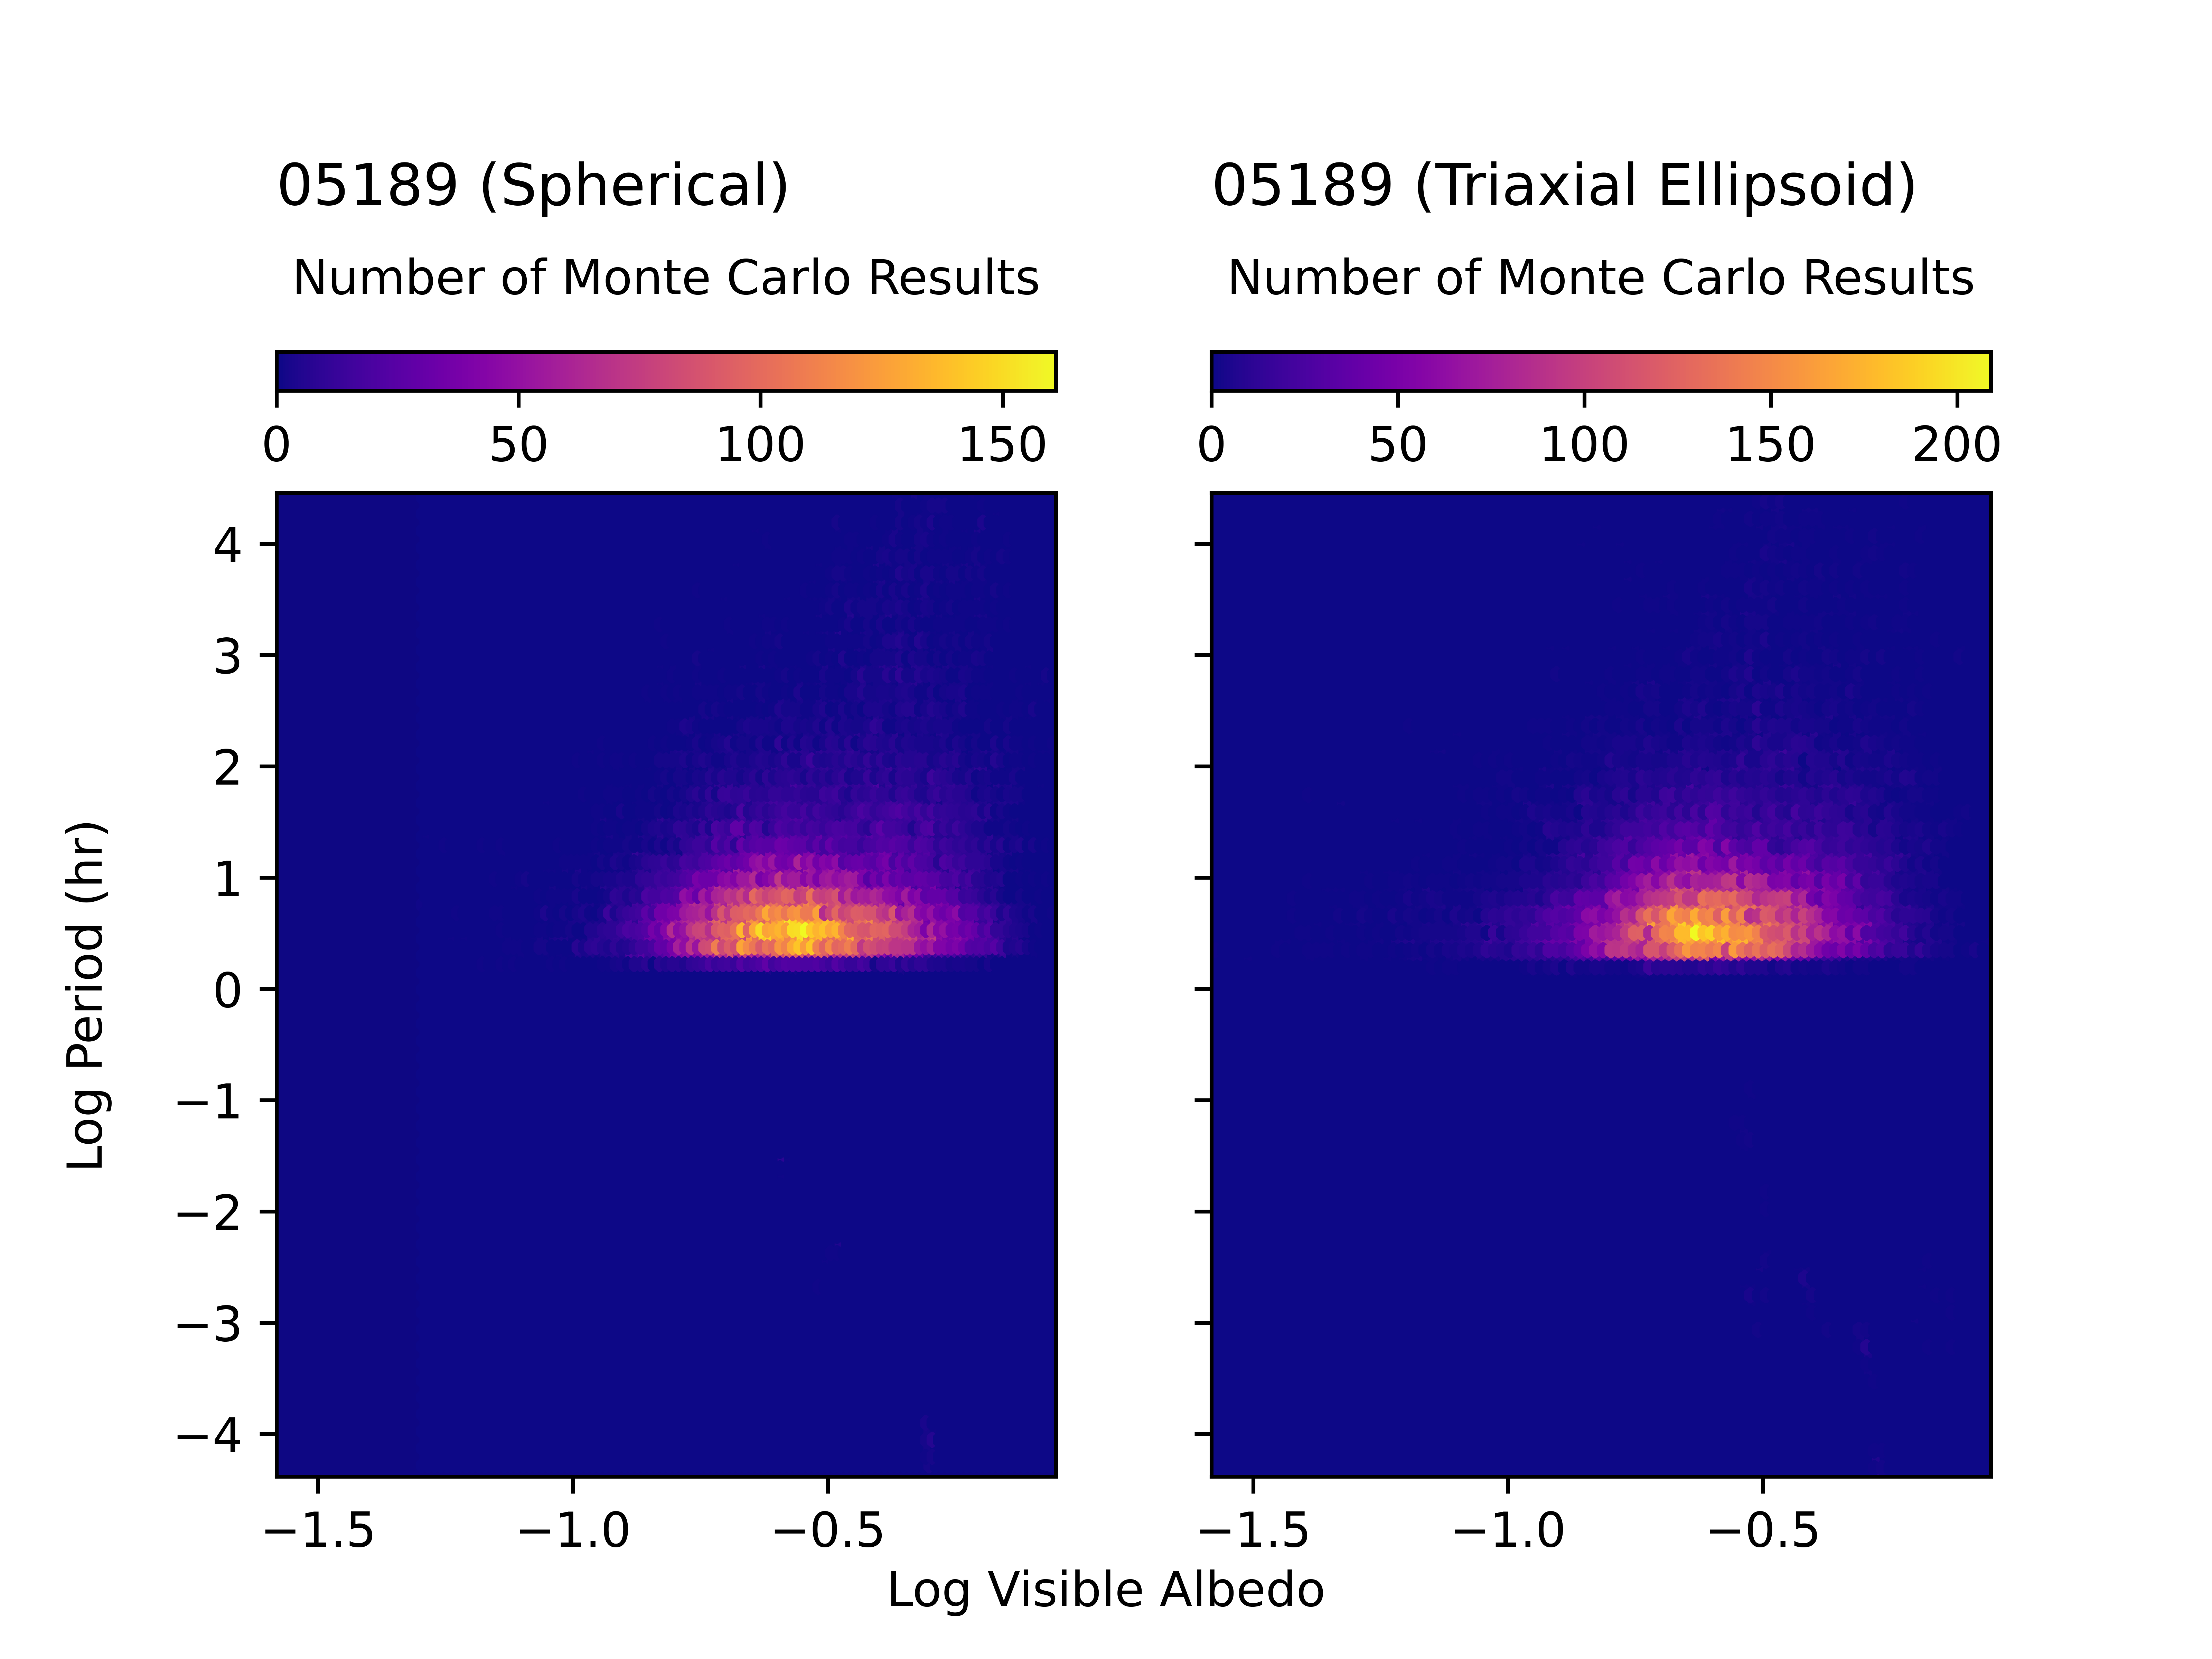 05189 (Spherical)
Number of Monte Carlo Results
0 50 100 150
05189 (Triaxial Ellipsoid)
Number of Monte Carlo Results
0 50 100 150 200
Log Period (hr)
4
3
2
1
0
−1
−2
−3
−4
−1.5 −1.0 −0.5
−1.5 −1.0 −0.5
Log Visible Albedo